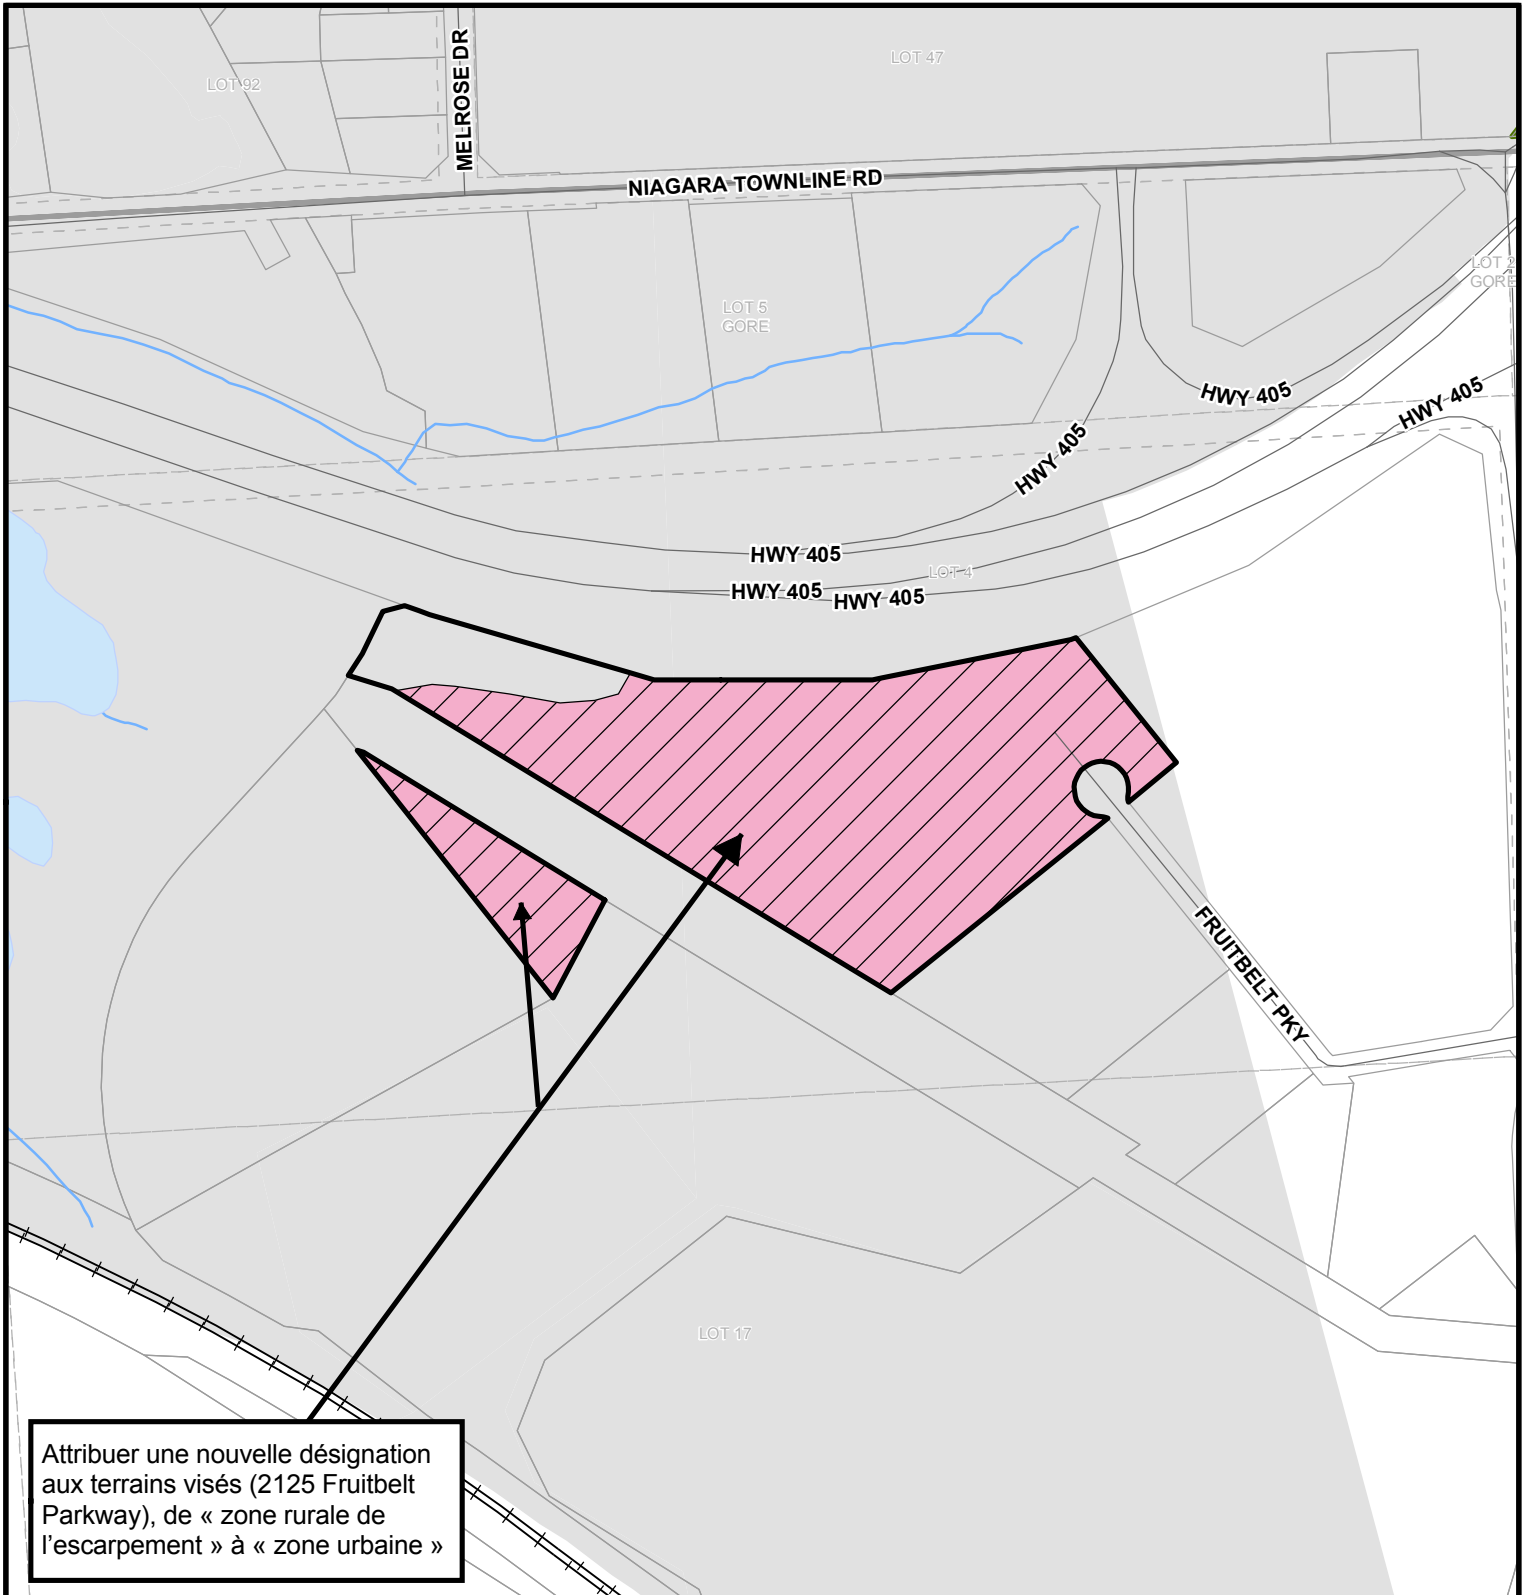 LOT 92
MELROSE DR
LOT 47
NIAGARA TOWNLINE RD
LOT 5
GORE
LOT 2
GORE
HWY 405
HWY 405
HWY 405
HWY 405
LOT 4
HWY 405
HWY 405
FRUITBELT PKY
LOT 17
Attribuer une nouvelle désignation
aux terrains visés (2125 Fruitbelt
Parkway), de « zone rurale de
l’escarpement » à « zone urbaine »